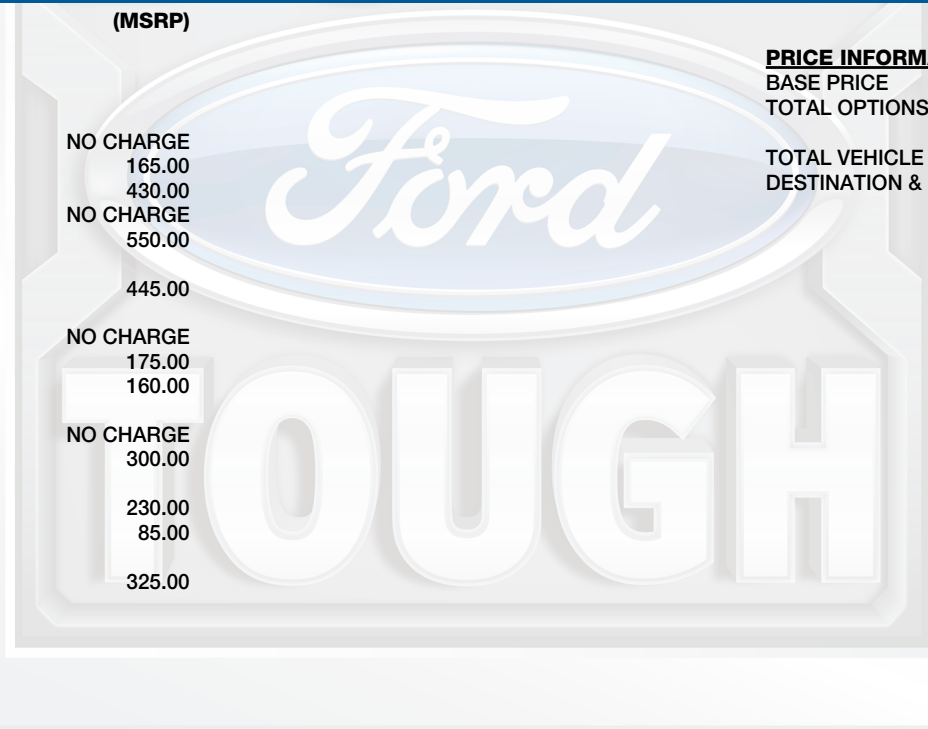 (MSRP)
NO CHARGE
165.00
430.00
NO CHARGE
550.00
445.00
NO CHARGE
175.00
160.00
NO CHARGE
300.00
230.00
85.00
325.00
PRICE INFORMA
BASE PRICE
TOTAL OPTIONS
TOTAL VEHICLE
DESTINATION &
Ford
TOUGH